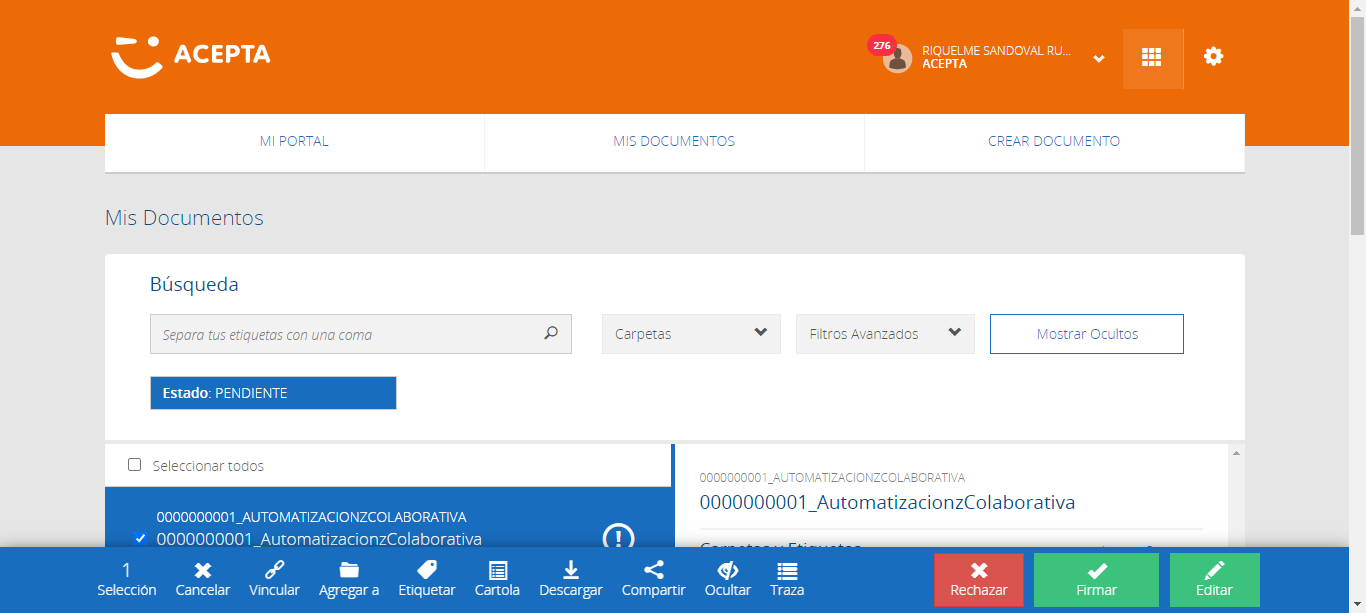 ACEPTA
276
RIQUELME SANDOVAL RU...
ACEPTA
MI PORTAL
MIS DOCUMENTOS
CREAR DOCUMENTO
Mis Documentos
Búsqueda
Separa tus etiquetas con una coma
Carpetas
Filtros Avanzados
Mostrar Ocultos
Estado: PENDIENTE
Seleccionar todos
0000000001_AUTOMATIZACIONZCOLABORATIVA
0000000001_AutomatizacionzColaborativa
0000000001_AUTOMATIZACIONZCOLABORATIVA
0000000001_AutomatizacionzColaborativa
Carpetas y Etiquetas
1
Selección
Cancelar
Vincular
Agregar a
Etiquetar
Cartola
Descargar
Compartir
Ocultar
Traza
Rechazar
Firmar
Editar